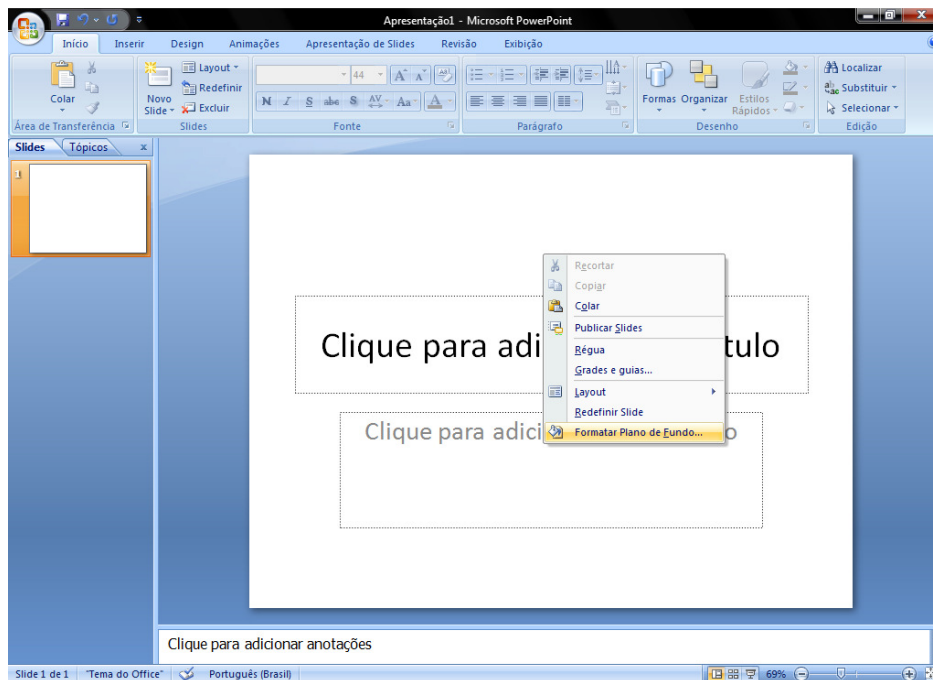 Apresentação1 - Microsoft PowerPoint
Início Inserir Design Animações Apresentação de Slides Revisão Exibição
Colar
Área de Transferência
Novo
Slide
Layout
Redefinir
Excluir
Slides
44 A A
N I S abe S AV Aa A
Fonte
Parágrafo
Formas Organizar Estilos
Rápidos
Desenho
Localizar
Substituir
Selecionar
Edição
Slides Tópicos x
1
Recortar
Copiar
Colar
Publicar Slides
Régua
Grades e guias...
Layout
Redefinir Slide
Formatar Plano de Fundo...
Clique para adi tulo
Clique para adici o
Clique para adicionar anotações
Slide 1 de 1 "Tema do Office" Português (Brasil) 69%